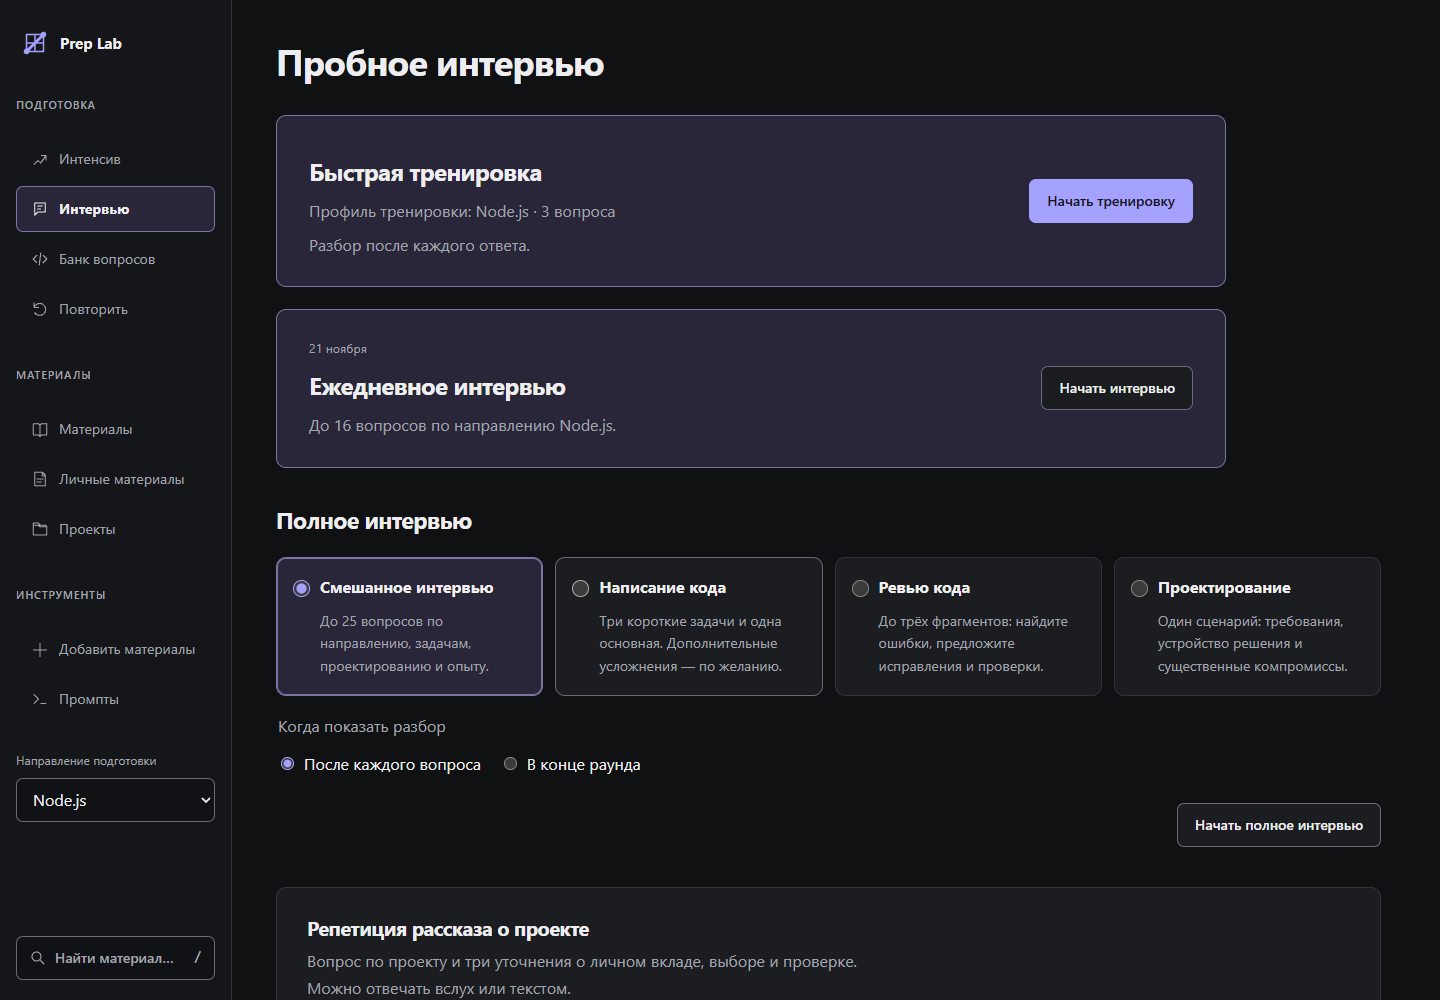 Prep Lab
ПОДГОТОВКА
Интенсив
Интервью
Банк вопросов
Повторить
МАТЕРИАЛЫ
Материалы
Личные материалы
Проекты
ИНСТРУМЕНТЫ
Добавить материалы
Промпты
Направление подготовки
Node.js
Найти материал... /
Пробное интервью
Быстрая тренировка
Профиль тренировки: Node.js · 3 вопроса
Разбор после каждого ответа.
Начать тренировку
21 ноября
Ежедневное интервью
До 16 вопросов по направлению Node.js.
Начать интервью
Полное интервью
Смешанное интервью
До 25 вопросов по
направлению, задачам,
проектированию и опыту.
Написание кода
Три короткие задачи и одна
основная. Дополнительные
усложнения — по желанию.
Ревью кода
До трёх фрагментов: найдите
ошибки, предложите
исправления и проверки.
Проектирование
Один сценарий: требования,
устройство решения и
существенные компромиссы.
Когда показать разбор
После каждого вопроса
В конце раунда
Начать полное интервью
Репетиция рассказа о проекте
Вопрос по проекту и три уточнения о личном вкладе, выборе и проверке.
Можно отвечать вслух или текстом.